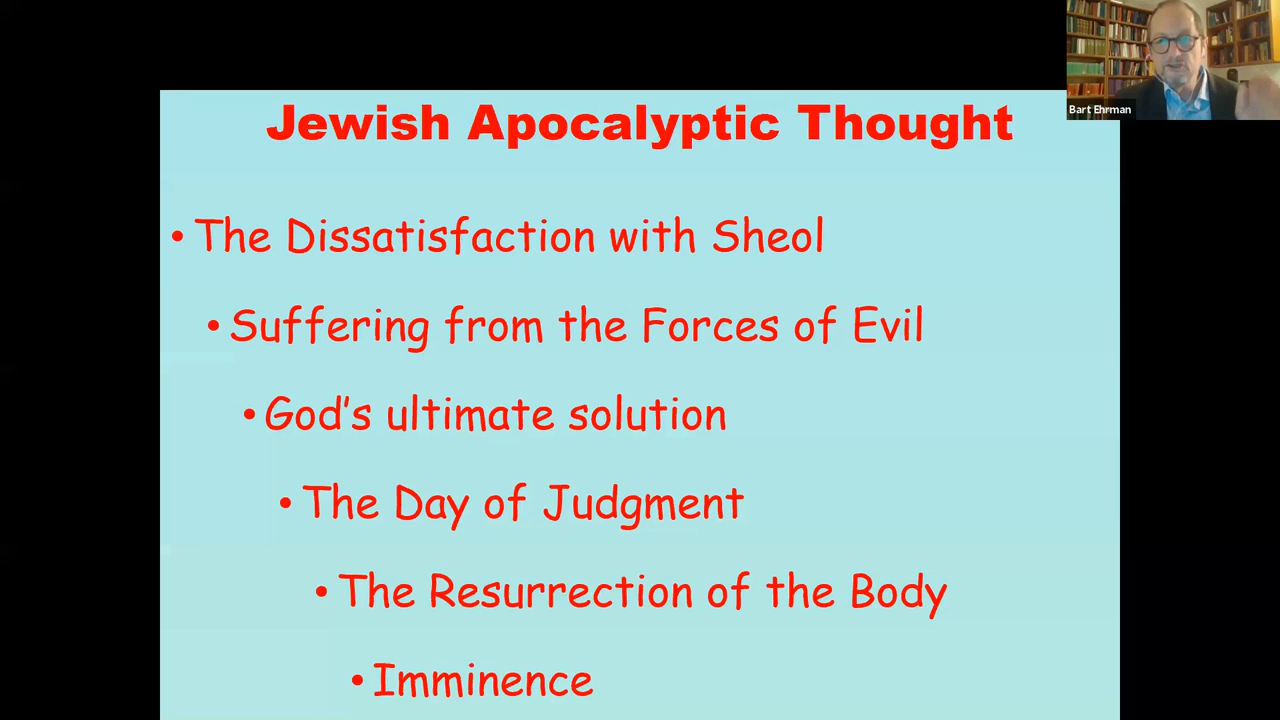 Bart Ehrman
Jewish Apocalyptic Thought
• The Dissatisfaction with Sheol
• Suffering from the Forces of Evil
• God's ultimate solution
• The Day of Judgment
• The Resurrection of the Body
• Imminence